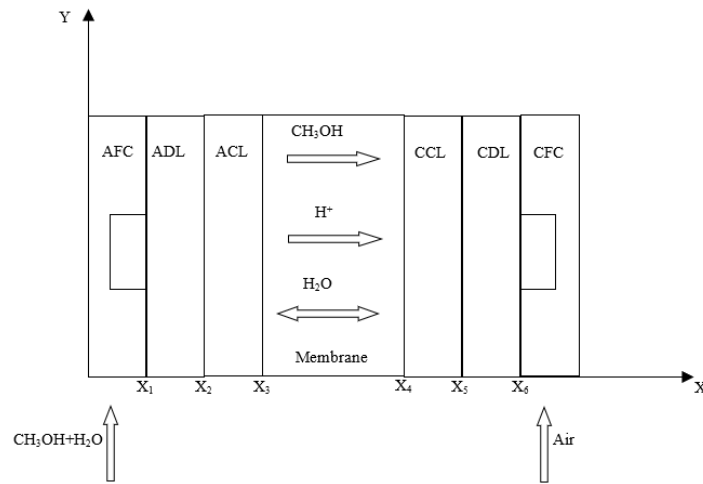 Y
CH₃OH
AFC ADL ACL CCL CDL CFC
H⁺
H₂O
Membrane
X₁ X₂ X₃ X₄ X₅ X₆ X
CH₃OH+H₂O Air